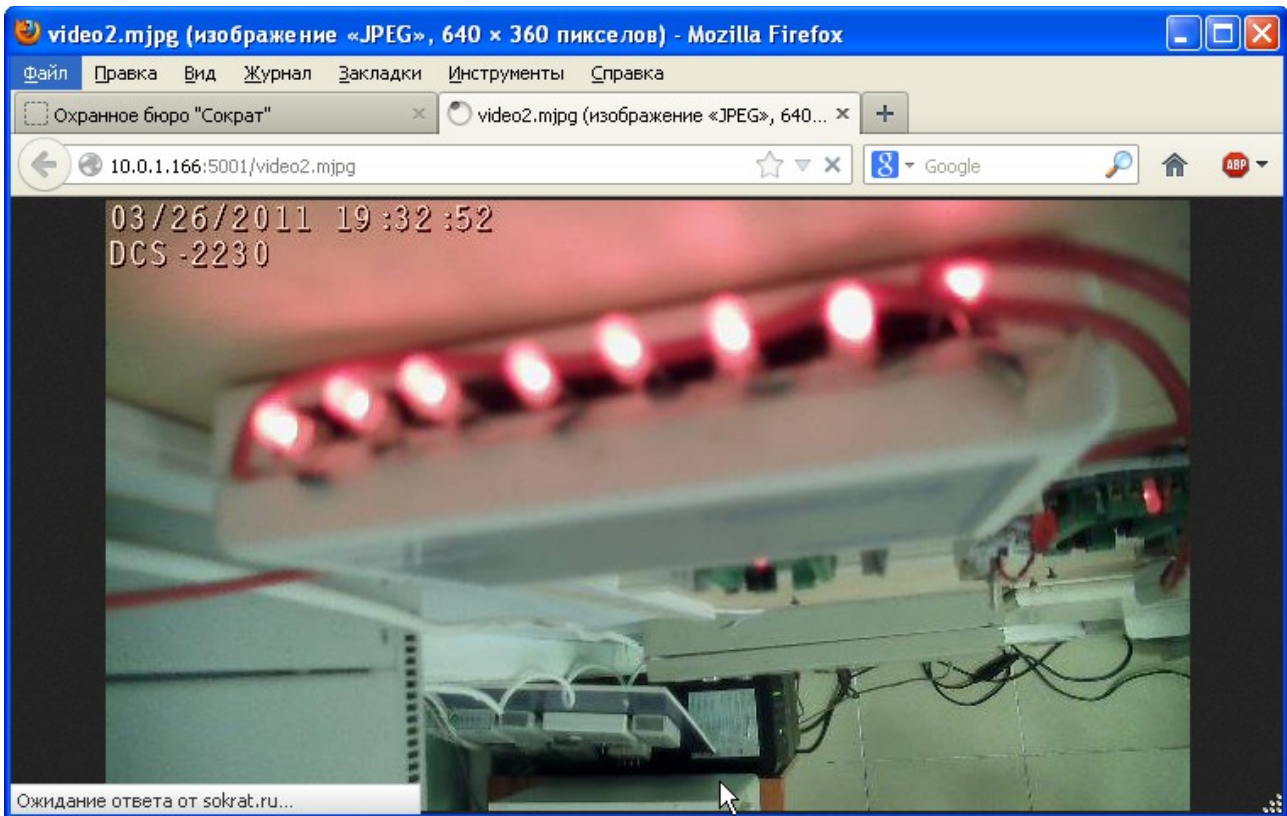 video2.mjpg (изображение «JPEG», 640 × 360 пикселов) - Mozilla Firefox
Файл Правка Вид Журнал Закладки Инструменты Справка
Охранное бюро "Сократ" video2.mjpg (изображение «JPEG», 640...
10.0.1.166:5001/video2.mjpg 8 Google ABP
03/26/2011 19:32:52
DCS-2230
Ожидание ответа от sokrat.ru...